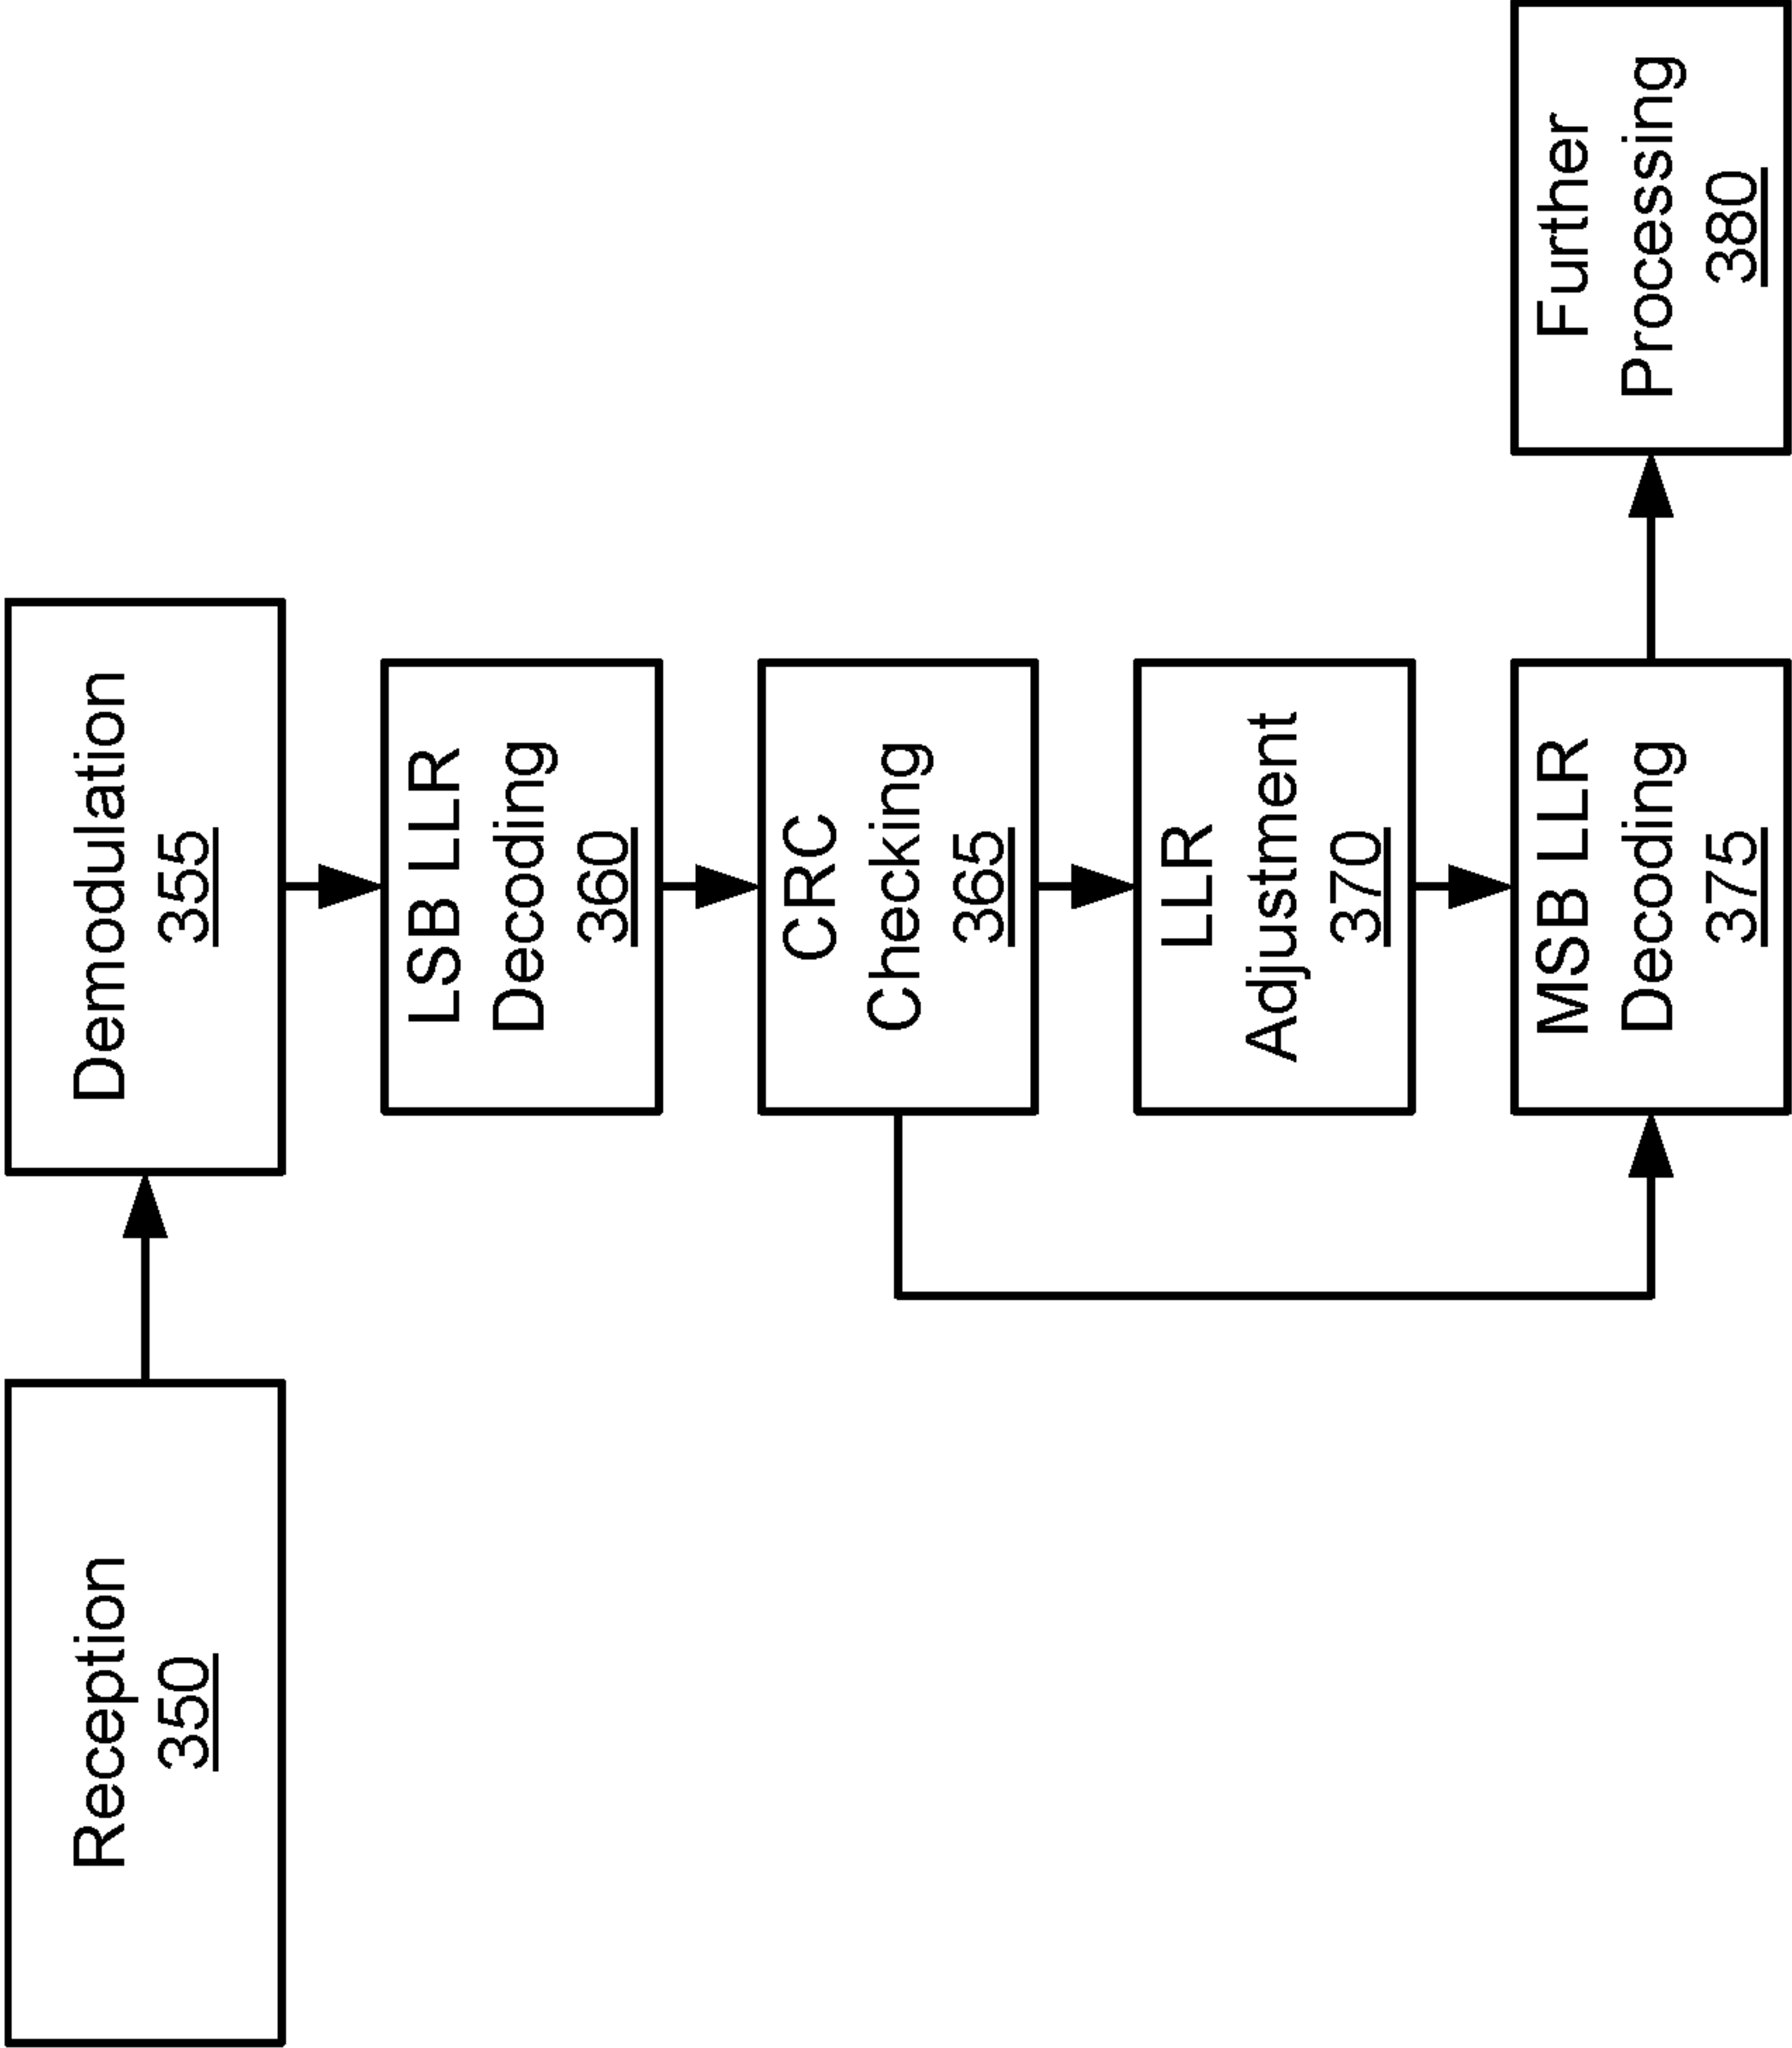 Reception
350
Demodulation
355
LSB LLR
Decoding
360
CRC
Checking
365
LLR
Adjustment
370
MSB LLR
Decoding
375
Further
Processing
380